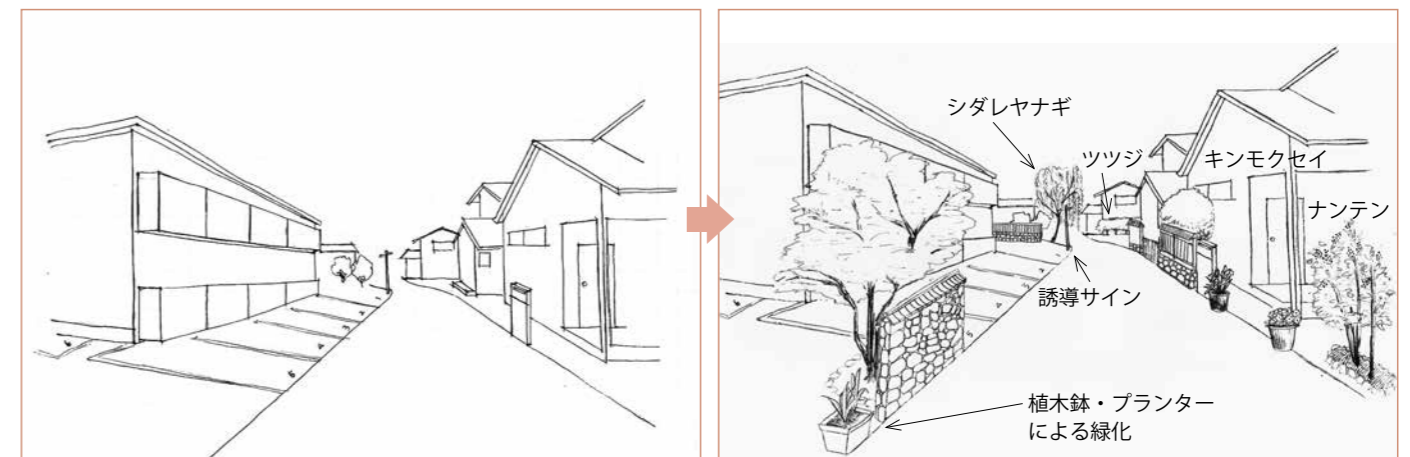 シダレヤナギ
ツツジ
キンモクセイ
ナンテン
誘導サイン
植木鉢・プランター
による緑化